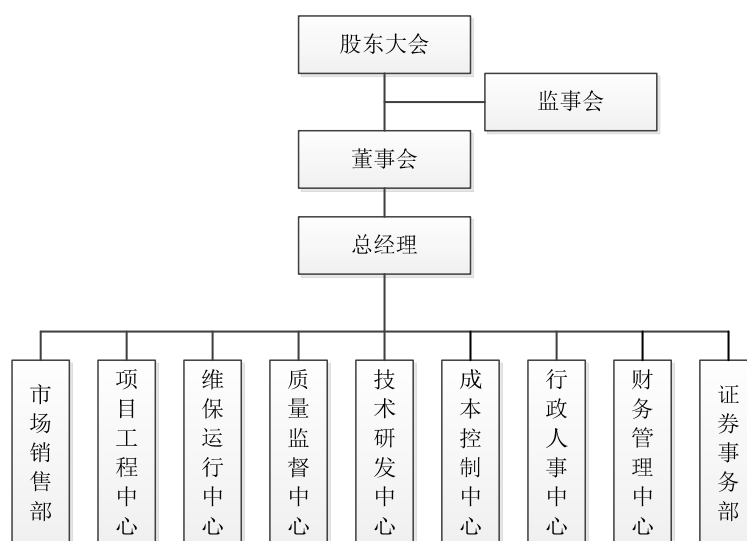 股东大会
监事会
董事会
总经理
市场销售部
项目工程中心
维保运行中心
质量监督中心
技术研发中心
成本控制中心
行政人事中心
财务管理中心
证券事务部